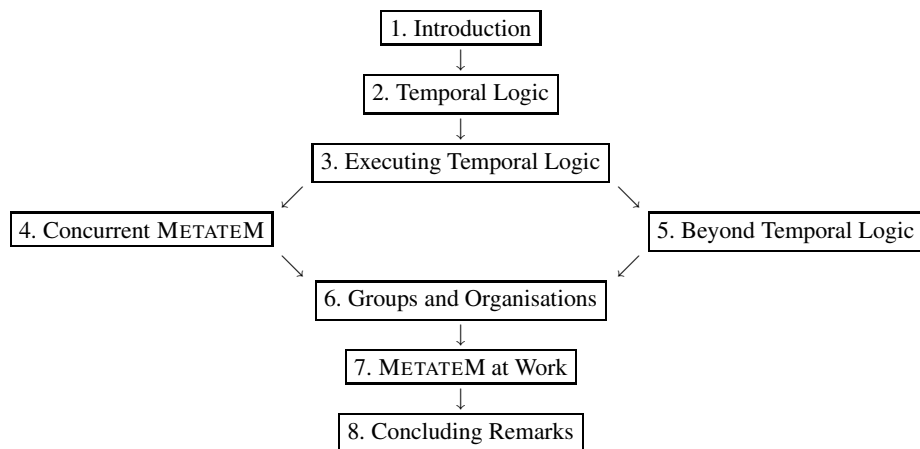 1. Introduction
2. Temporal Logic
3. Executing Temporal Logic
4. Concurrent METATEM
5. Beyond Temporal Logic
6. Groups and Organisations
7. METATEM at Work
8. Concluding Remarks